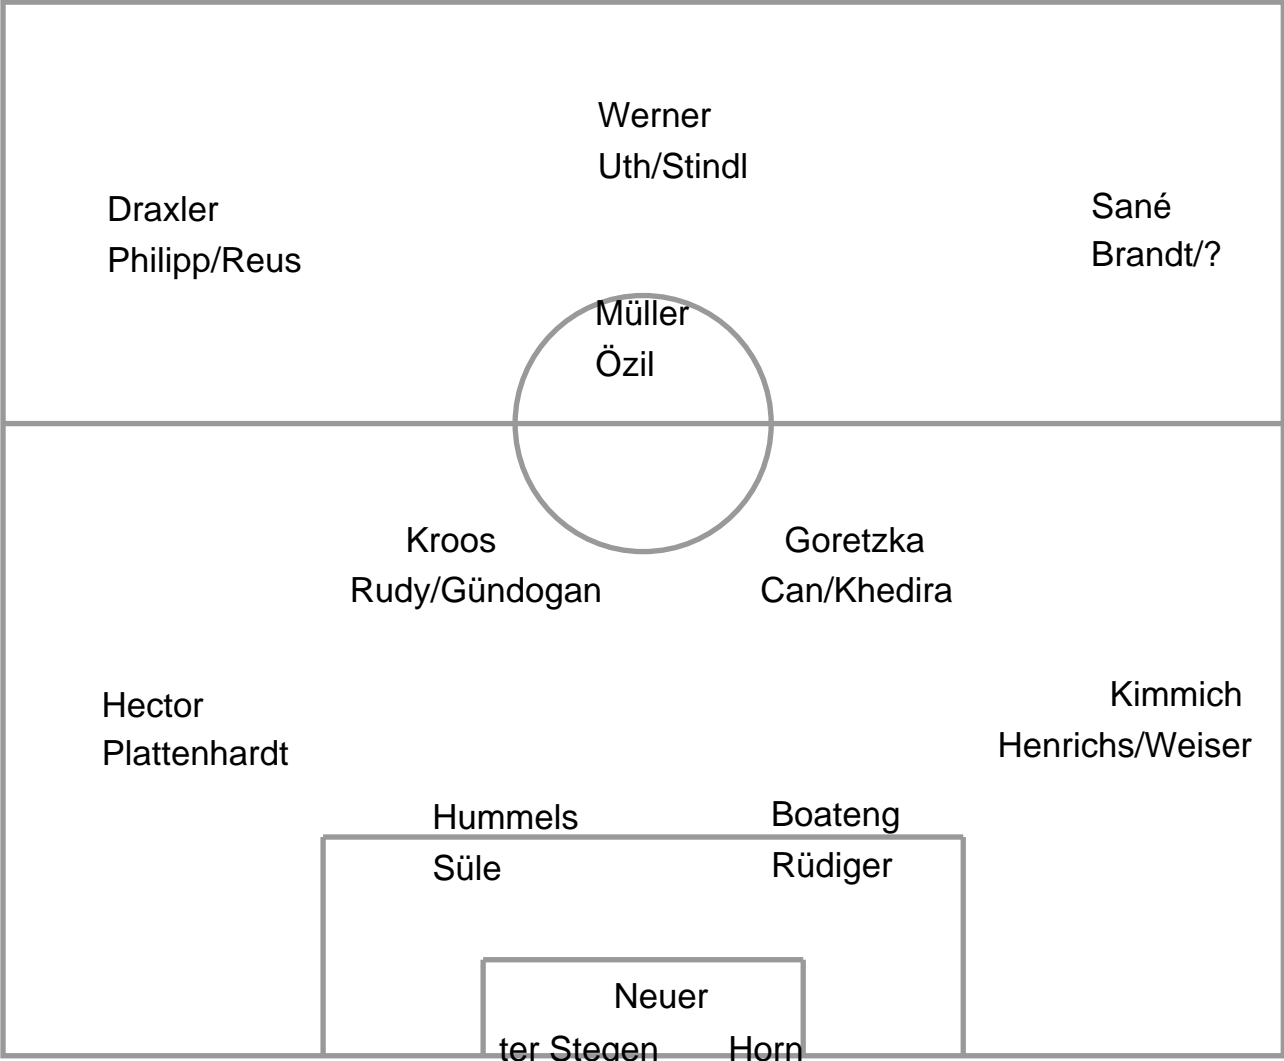 Werner
Uth/Stindl
Draxler
Philipp/Reus
Sané
Brandt/?
Müller
Özil
Kroos
Rudy/Gündogan
Goretzka
Can/Khedira
Hector
Plattenhardt
Kimmich
Henrichs/Weiser
Hummels
Süle
Boateng
Rüdiger
Neuer
ter Stegen Horn